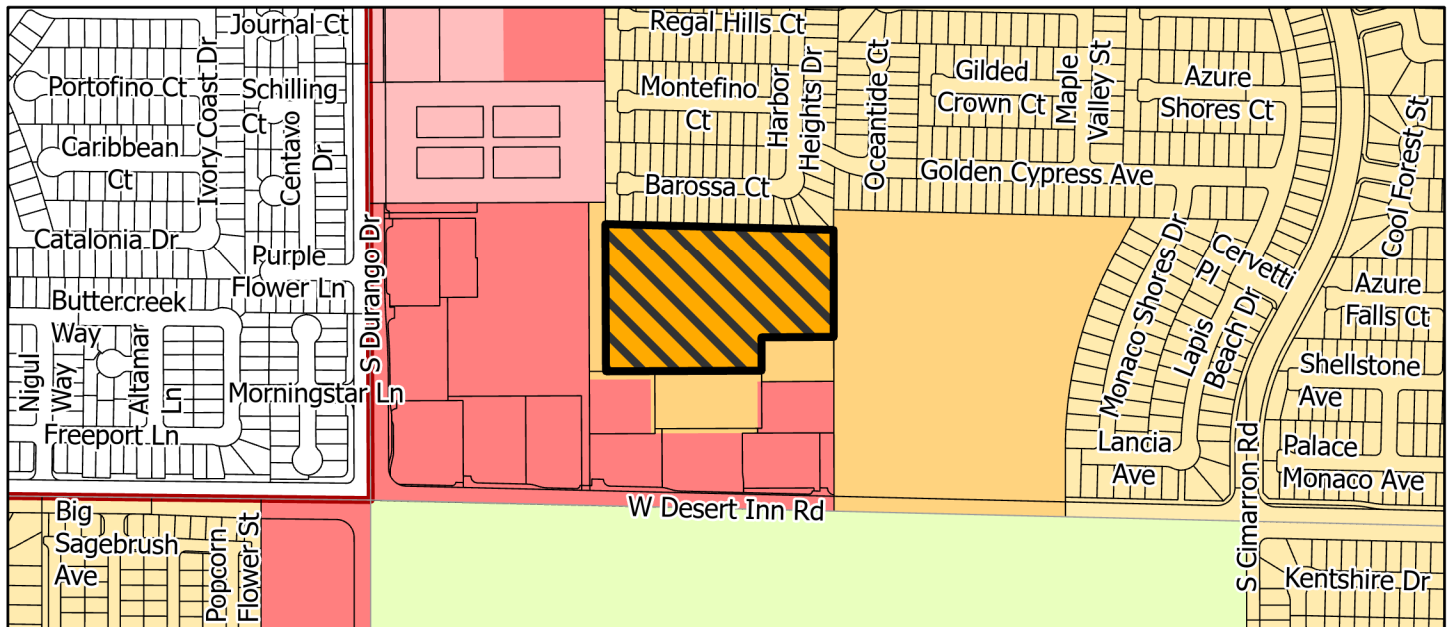 Journal Ct
Portofino Ct
Ivory Coast Dr
Schilling
Ct
Centavo
Dr
Caribbean
Ct
Catalonia Dr
Purple
Flower Ln
Buttercreek
Way
Nigul
Way
Altamar
Ln
Morningstar Ln
Freeport Ln
S Durango Dr
Regal Hills Ct
Montefino
Ct
Harbor
Heights Dr
Barossa Ct
Oceantide Ct
Gilded
Crown Ct
Maple
Valley St
Azure
Shores Ct
Golden Cypress Ave
Cool Forest St
Monaco Shores Dr
Cervetti
Pl
Lapis
Beach Dr
Azure
Falls Ct
Shellstone
Ave
Lancia
Ave
Palace
Monaco Ave
S Cimarron Rd
W Desert Inn Rd
Big
Sagebrush
Ave
Popcorn
Flower St
Kentshire Dr